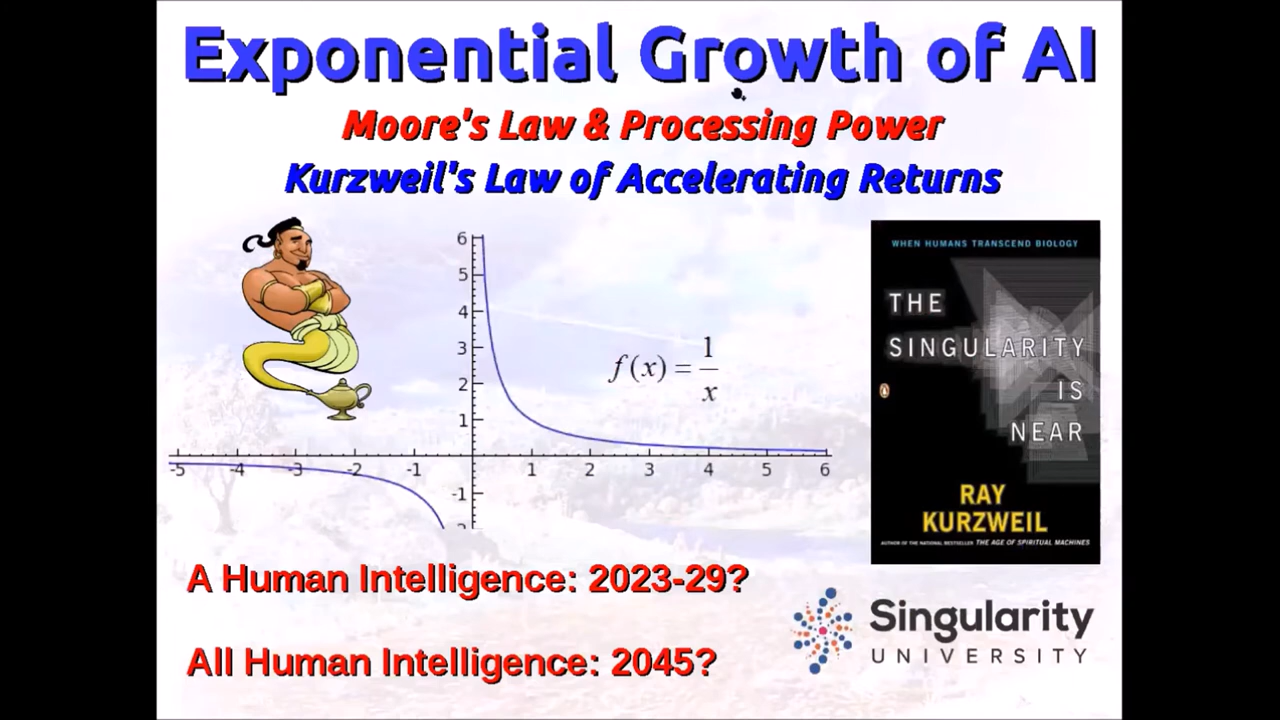 Exponential Growth of AI
Moore's Law & Processing Power
Kurzweil's Law of Accelerating Returns
6
5
4
3
2
1
-5 -4 -3 -2 -1 1 2 3 4 5 6
-1
f(x) = 1/x
WHEN HUMANS TRANSCEND BIOLOGY
THE
SINGULARITY
IS
NEAR
RAY
KURZWEIL
AUTHOR OF THE NATIONAL BESTSELLER THE AGE OF SPIRITUAL MACHINES
A Human Intelligence: 2023-29?
All Human Intelligence: 2045?
Singularity
UNIVERSITY